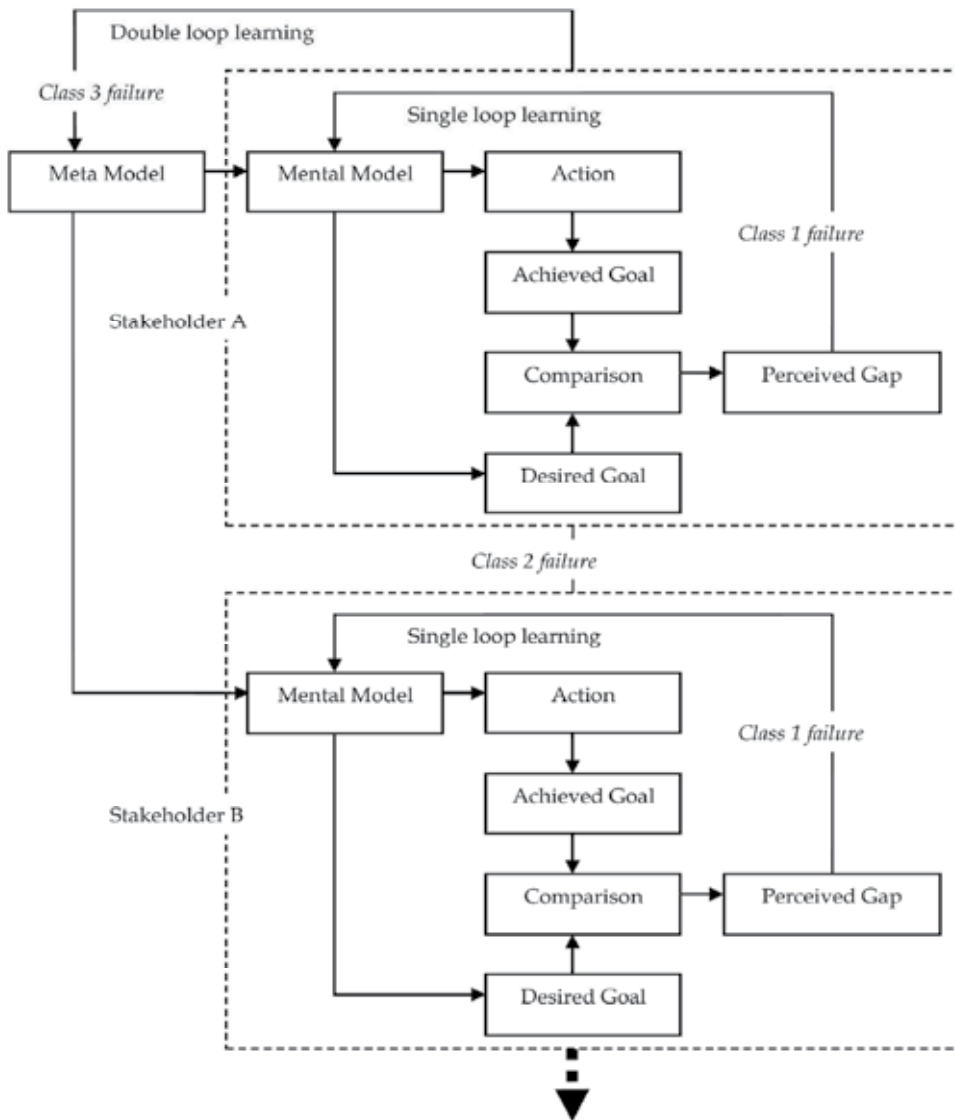 Double loop learning
Class 3 failure
Single loop learning
Meta Model
Mental Model
Action
Class 1 failure
Achieved Goal
Stakeholder A
Comparison
Perceived Gap
Desired Goal
Class 2 failure
Single loop learning
Mental Model
Action
Class 1 failure
Achieved Goal
Stakeholder B
Comparison
Perceived Gap
Desired Goal